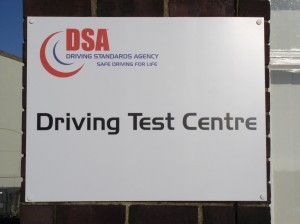 DSA
DRIVING STANDARDS AGENCY
SAFE DRIVING FOR LIFE
Driving Test Centre